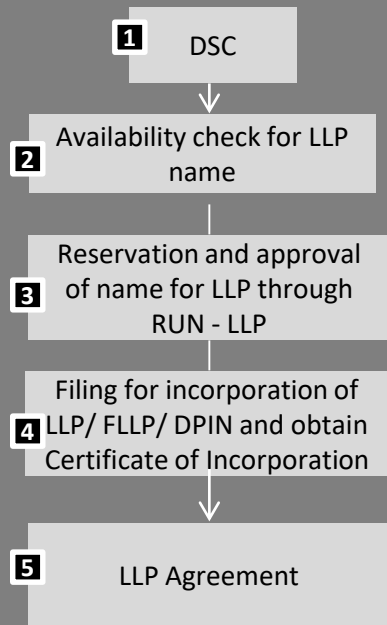 1
DSC
2
Availability check for LLP
name
3
Reservation and approval
of name for LLP through
RUN - LLP
4
Filing for incorporation of
LLP/ FLLP/ DPIN and obtain
Certificate of Incorporation
5
LLP Agreement